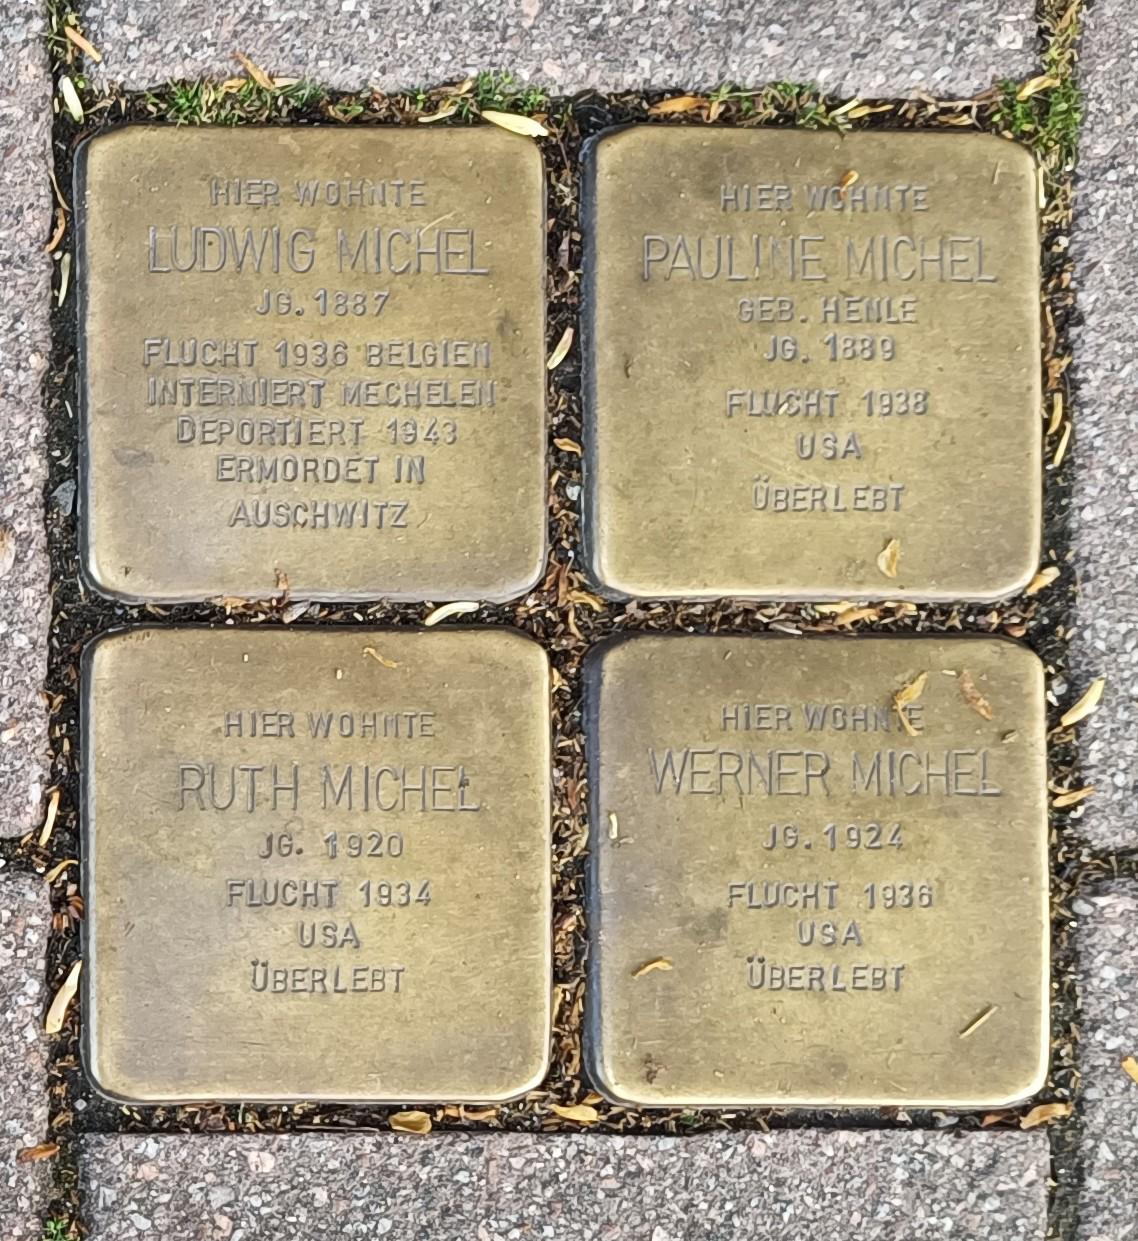 HIER WOHNTE
LUDWIG MICHEL
JG. 1887
FLUCHT 1936 BELGIEN
INTERNIERT MECHELEN
DEPORTIERT 1943
ERMORDET IN
AUSCHWITZ
HIER WOHNTE
PAULINE MICHEL
GEB. HENLE
JG. 1889
FLUCHT 1938
USA
ÜBERLEBT
HIER WOHNTE
RUTH MICHEL
JG. 1920
FLUCHT 1934
USA
ÜBERLEBT
HIER WOHNTE
WERNER MICHEL
JG. 1924
FLUCHT 1936
USA
ÜBERLEBT